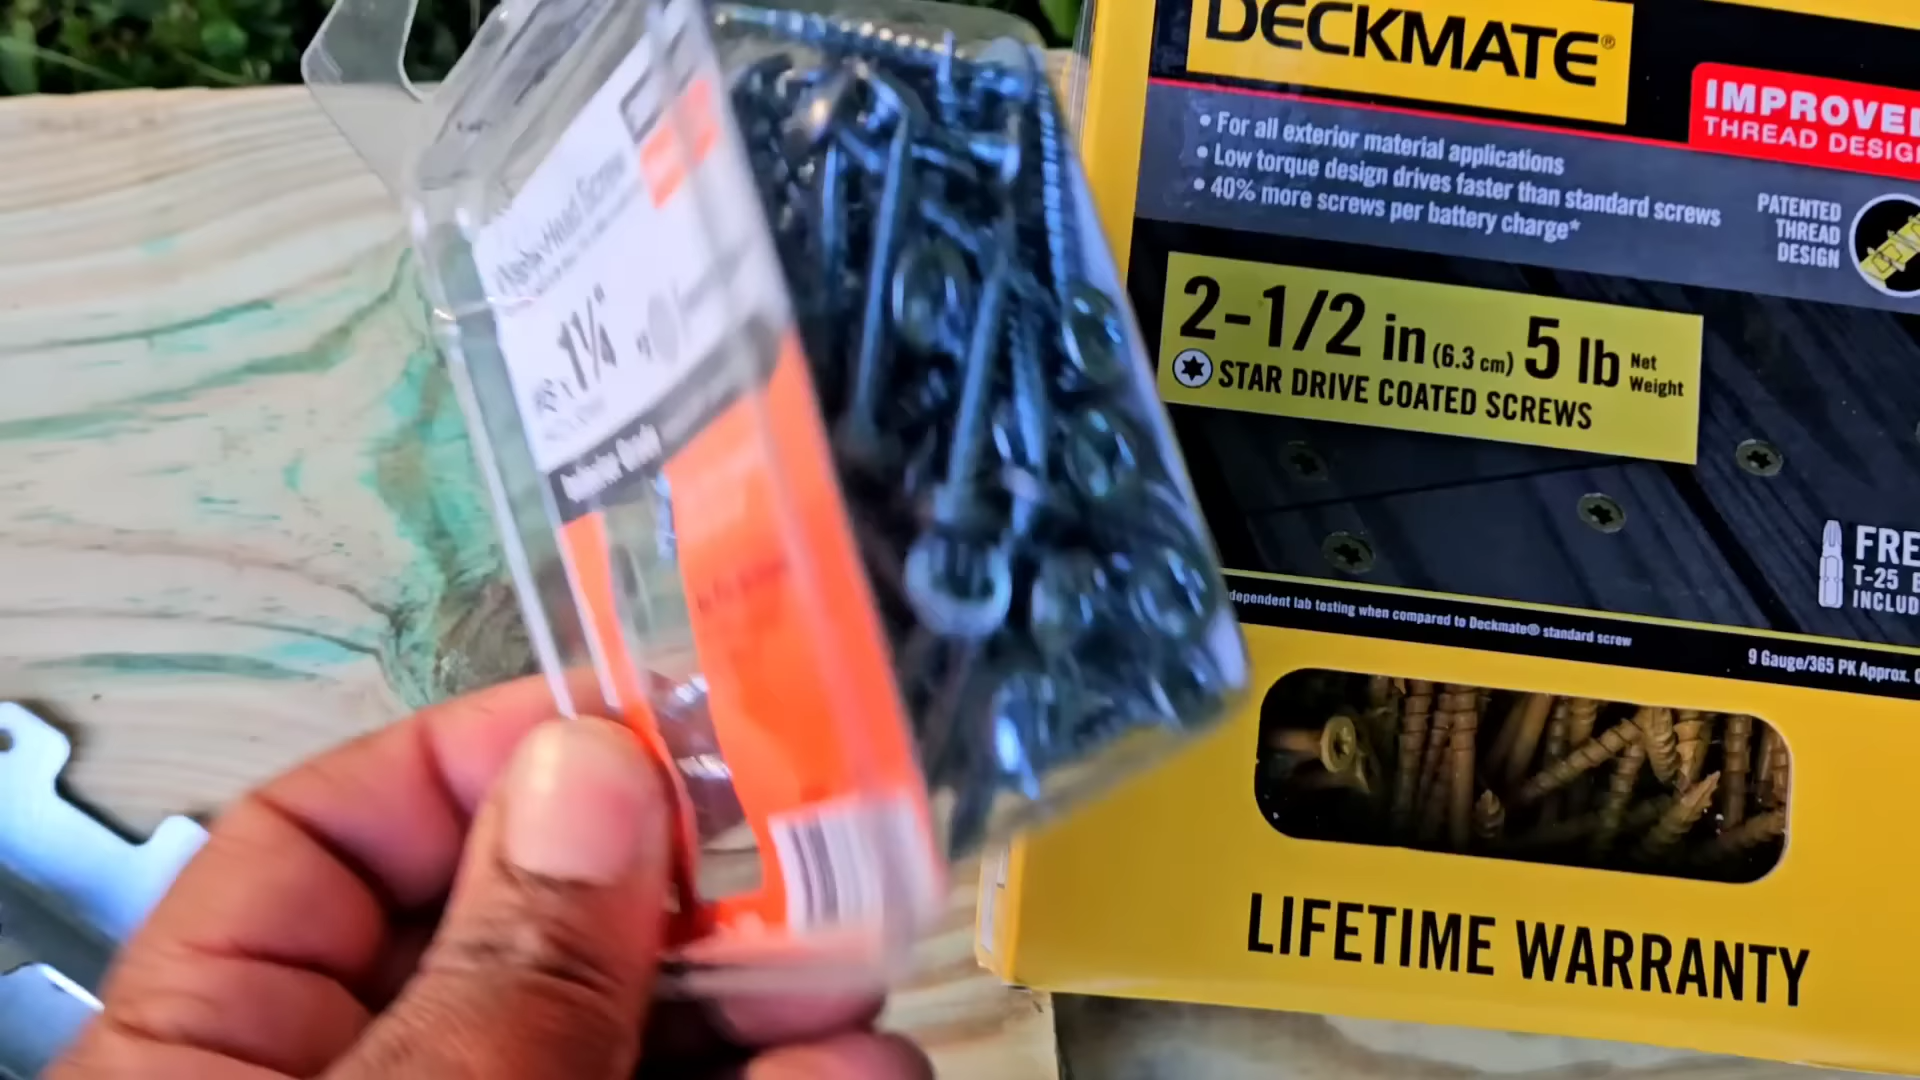 DECKMATE®
IMPROVE
THREAD DESIG
• For all exterior material applications
• Low torque design drives faster than standard screws
• 40% more screws per battery charge*
PATENTED
THREAD
DESIGN
2-1/2 in (6.3 cm) 5 lb Net Weight
STAR DRIVE COATED SCREWS
FRE
T-25
INCLUD
dependent lab testing when compared to Deckmate® standard screw
9 Gauge/365 PK Approx.
LIFETIME WARRANTY
Head Screw
1¼"